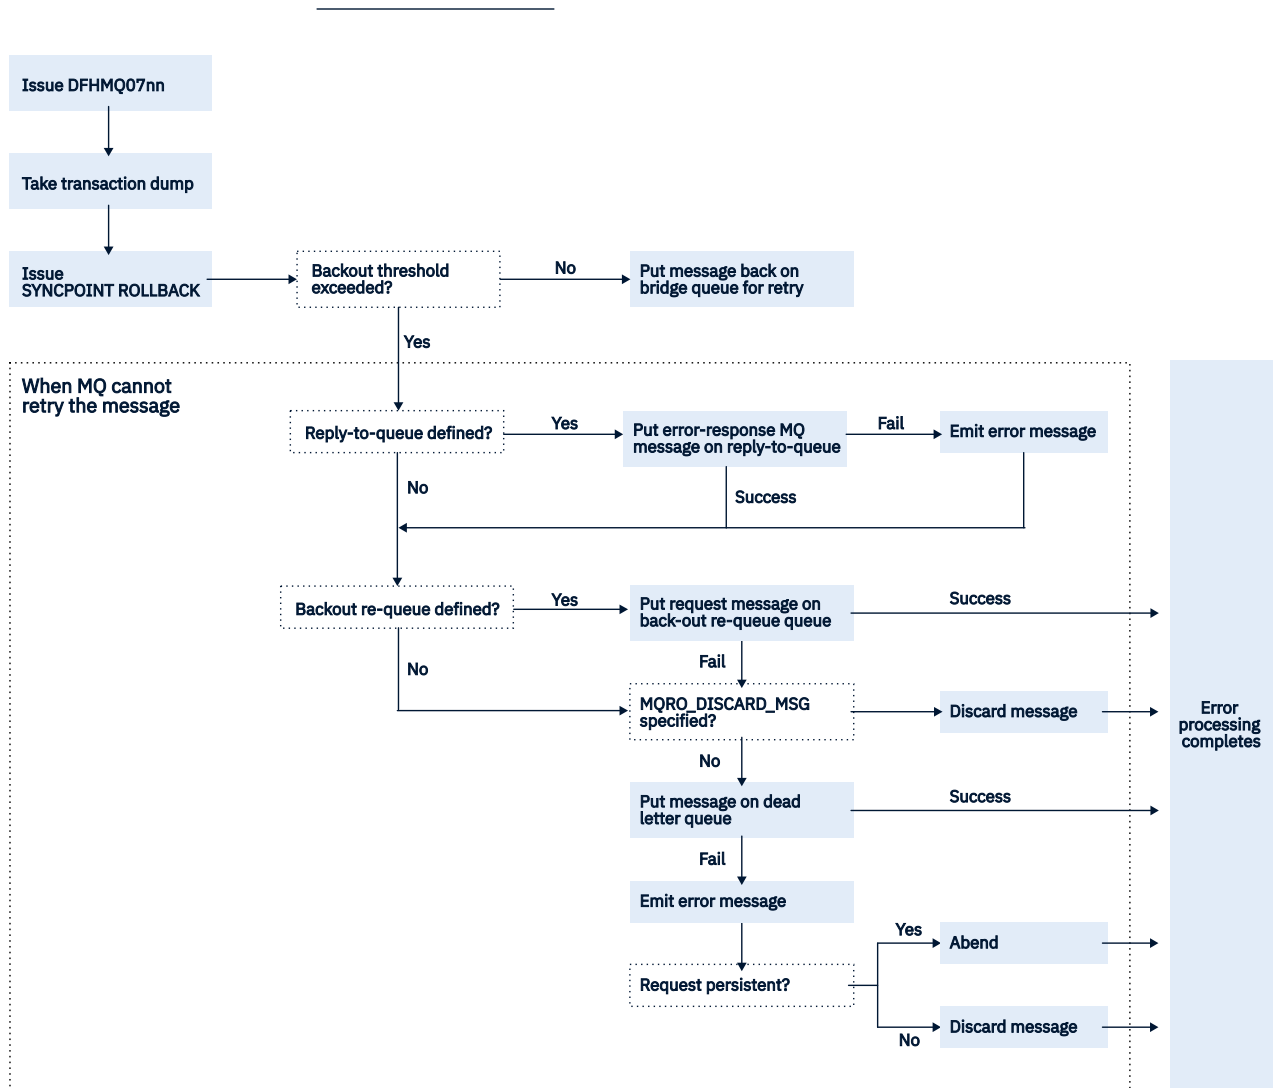 Issue DFHMQ07nn
Take transaction dump
Issue
SYNCPOINT ROLLBACK
Backout threshold
exceeded?
No
Put message back on
bridge queue for retry
Yes
When MQ cannot
retry the message
Reply-to-queue defined?
Yes
Put error-response MQ
message on reply-to-queue
Fail
Emit error message
No
Success
Backout re-queue defined?
Yes
Put request message on
back-out re-queue queue
Success
No
Fail
MQRO_DISCARD_MSG
specified?
Discard message
Error
processing
completes
No
Put message on dead
letter queue
Success
Fail
Emit error message
Request persistent?
Yes
Abend
No
Discard message